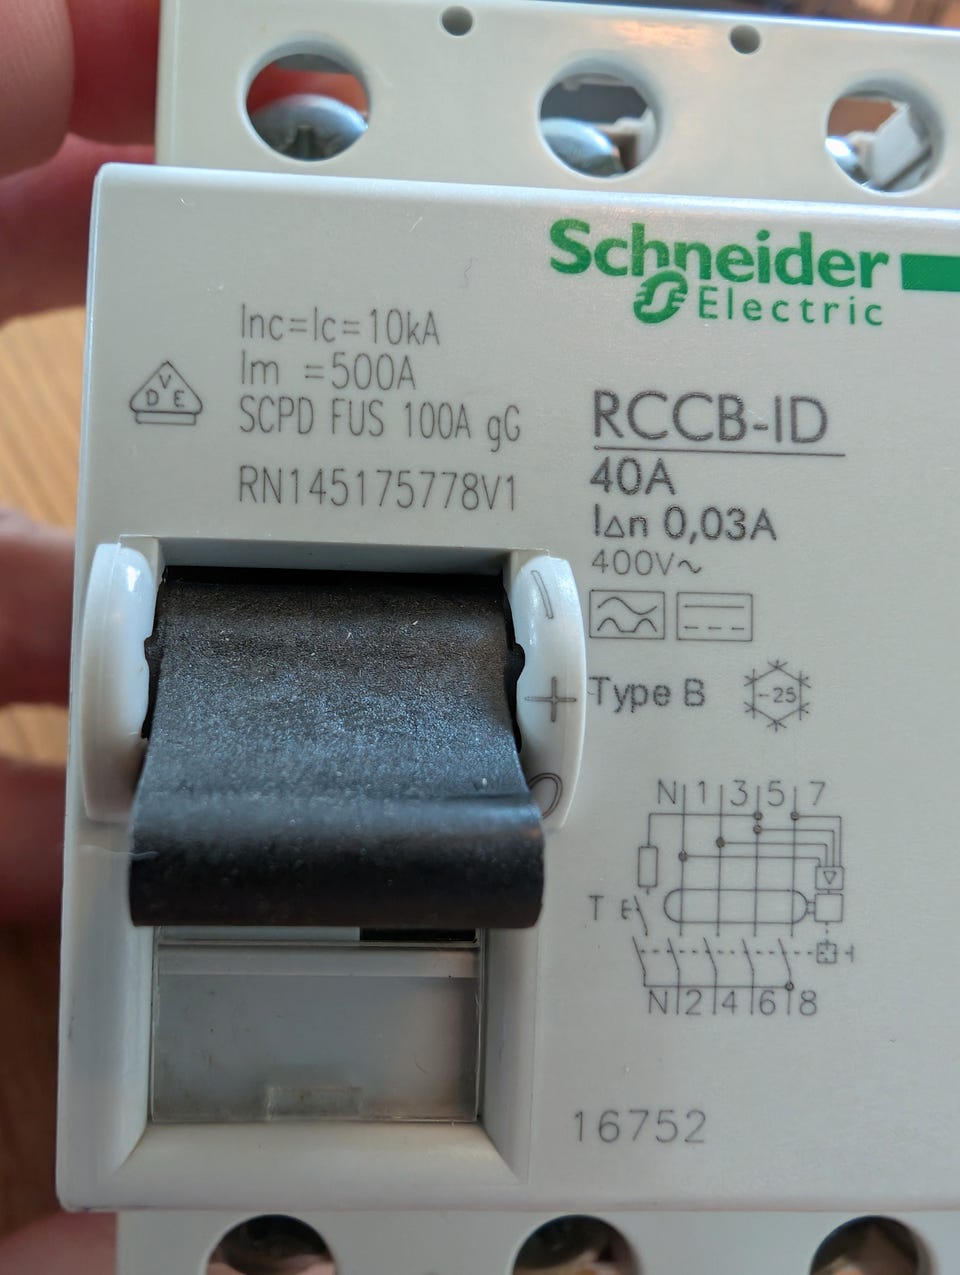 Schneider
Electric
Inc=Ic=10kA
Im =500A
SCPD FUS 100A gG
RN145175778V1
VDE
RCCB-ID
40A
I∆n 0,03A
400V~
Type B
-25
N 1 3 5 7
T
N 2 4 6 8
16752